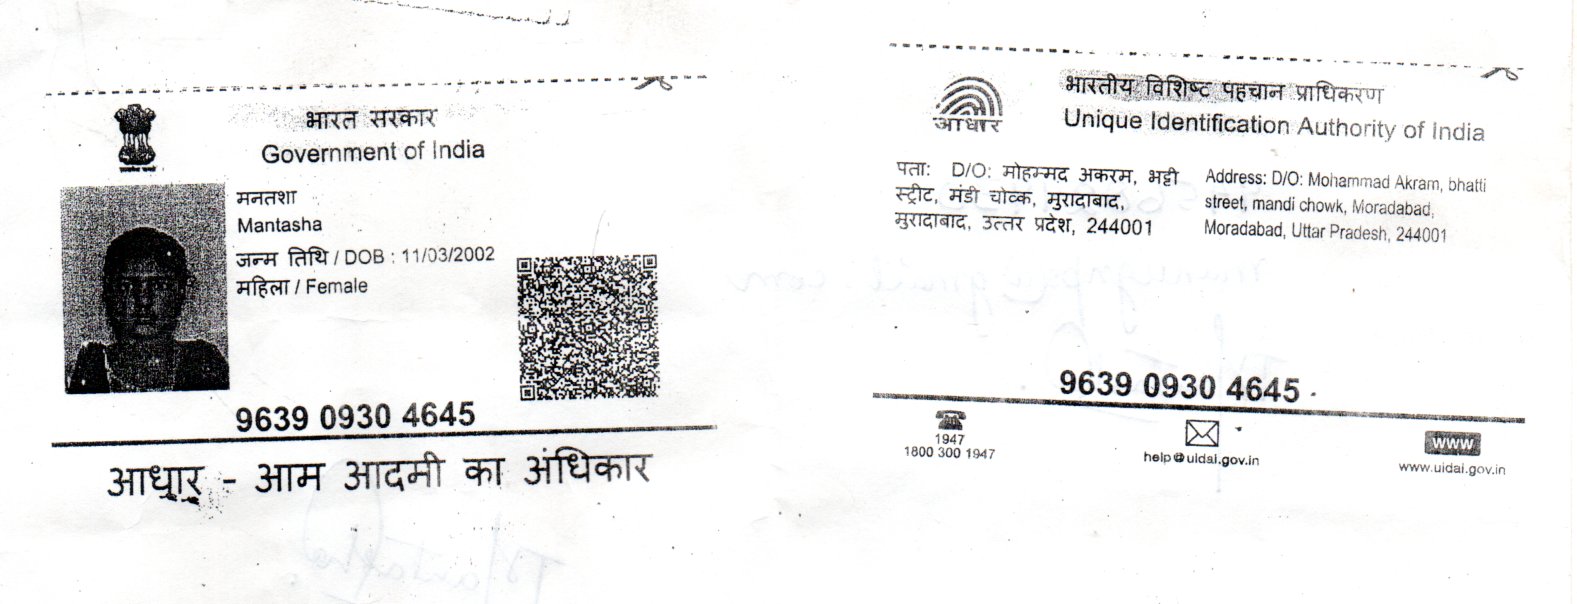 भारत सरकार
Government of India
मनतशा
Mantasha
जन्म तिथि / DOB : 11/03/2002
महिला / Female
9639 0930 4645
आधार - आम आदमी का अधिकार
आधार
भारतीय विशिष्ट पहचान प्राधिकरण
Unique Identification Authority of India
पता: D/O: मोहम्मद अकरम, भट्टी
स्ट्रीट, मंडी चोव्क, मुरादाबाद,
मुरादाबाद, उत्तर प्रदेश, 244001
Address: D/O: Mohammad Akram, bhatti
street, mandi chowk, Moradabad,
Moradabad, Uttar Pradesh, 244001
9639 0930 4645
1947
1800 300 1947
help@uidai.gov.in
WWW
www.uidai.gov.in